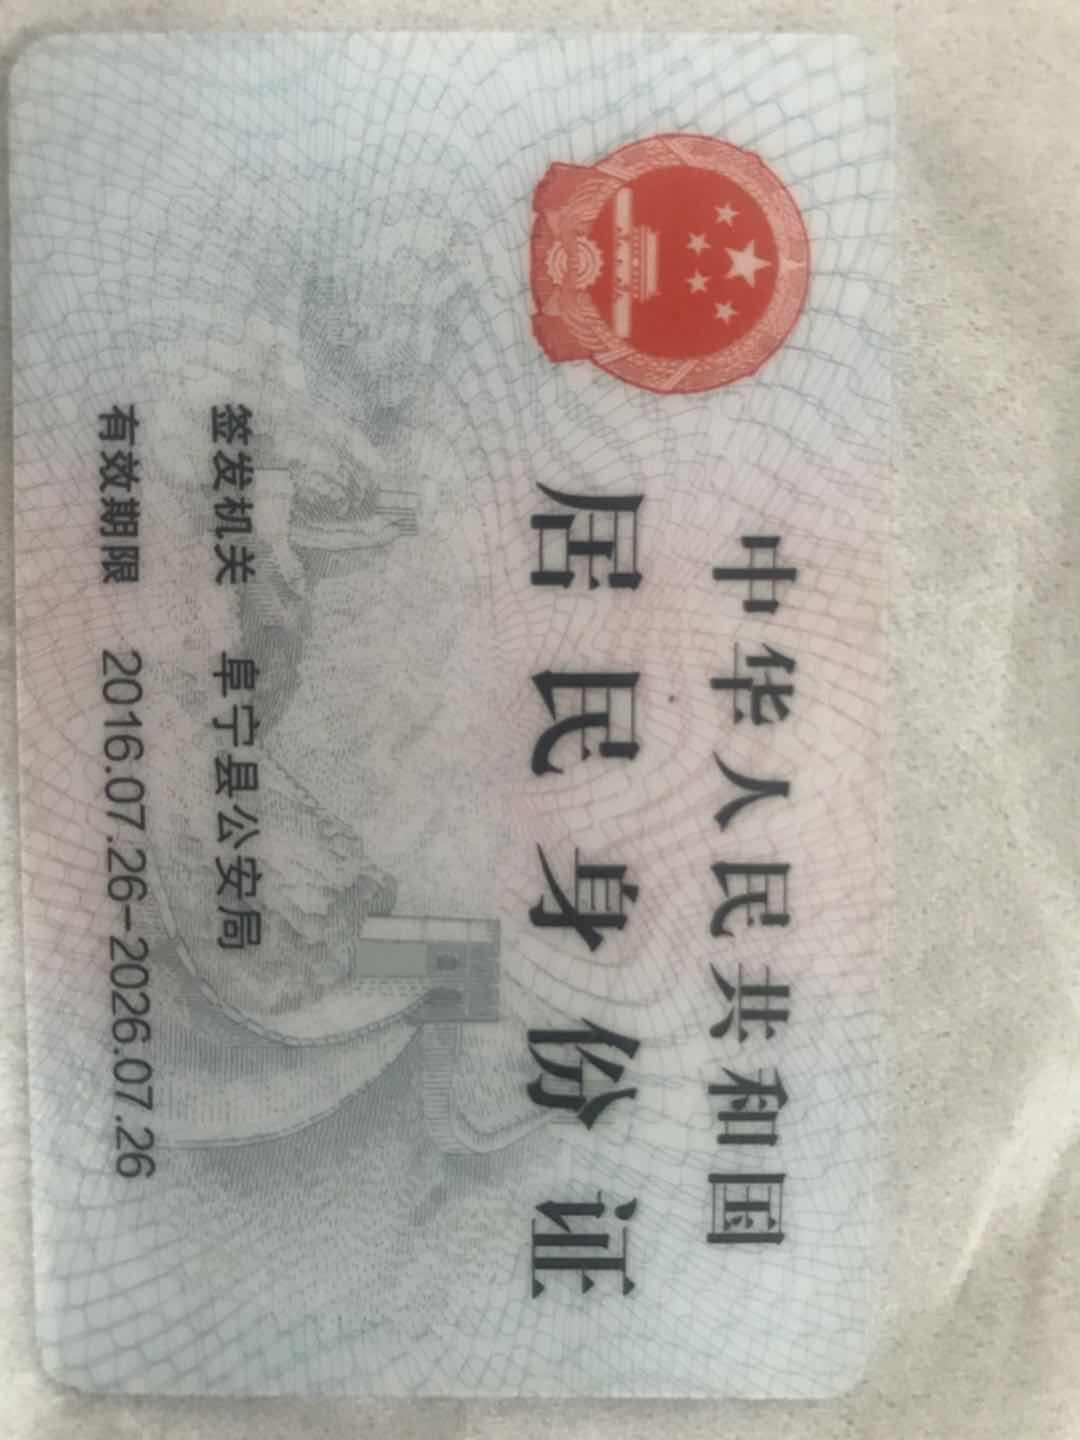 中华人民共和国
居民身份证
签发机关 阜宁县公安局
有效期限 2016.07.26-2026.07.26